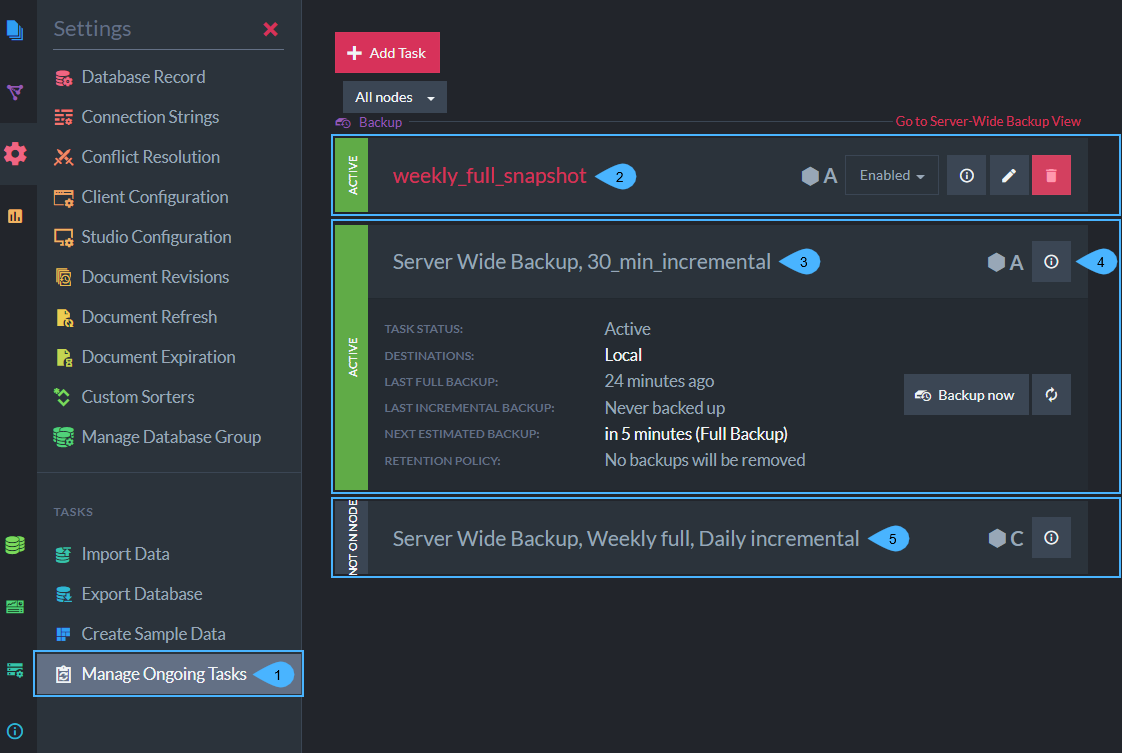 Settings
Database Record
Connection Strings
Conflict Resolution
Client Configuration
Studio Configuration
Document Revisions
Document Refresh
Document Expiration
Custom Sorters
Manage Database Group
TASKS
Import Data
Export Database
Create Sample Data
Manage Ongoing Tasks 1
Add Task
All nodes
Backup Go to Server-Wide Backup View
ACTIVE
weekly_full_snapshot 2 A Enabled
ACTIVE
Server Wide Backup, 30_min_incremental 3 A 4
TASK STATUS: Active
DESTINATIONS: Local
LAST FULL BACKUP: 24 minutes ago
LAST INCREMENTAL BACKUP: Never backed up
NEXT ESTIMATED BACKUP: in 5 minutes (Full Backup)
RETENTION POLICY: No backups will be removed
Backup now
NOT ON NODE
Server Wide Backup, Weekly full, Daily incremental 5 C